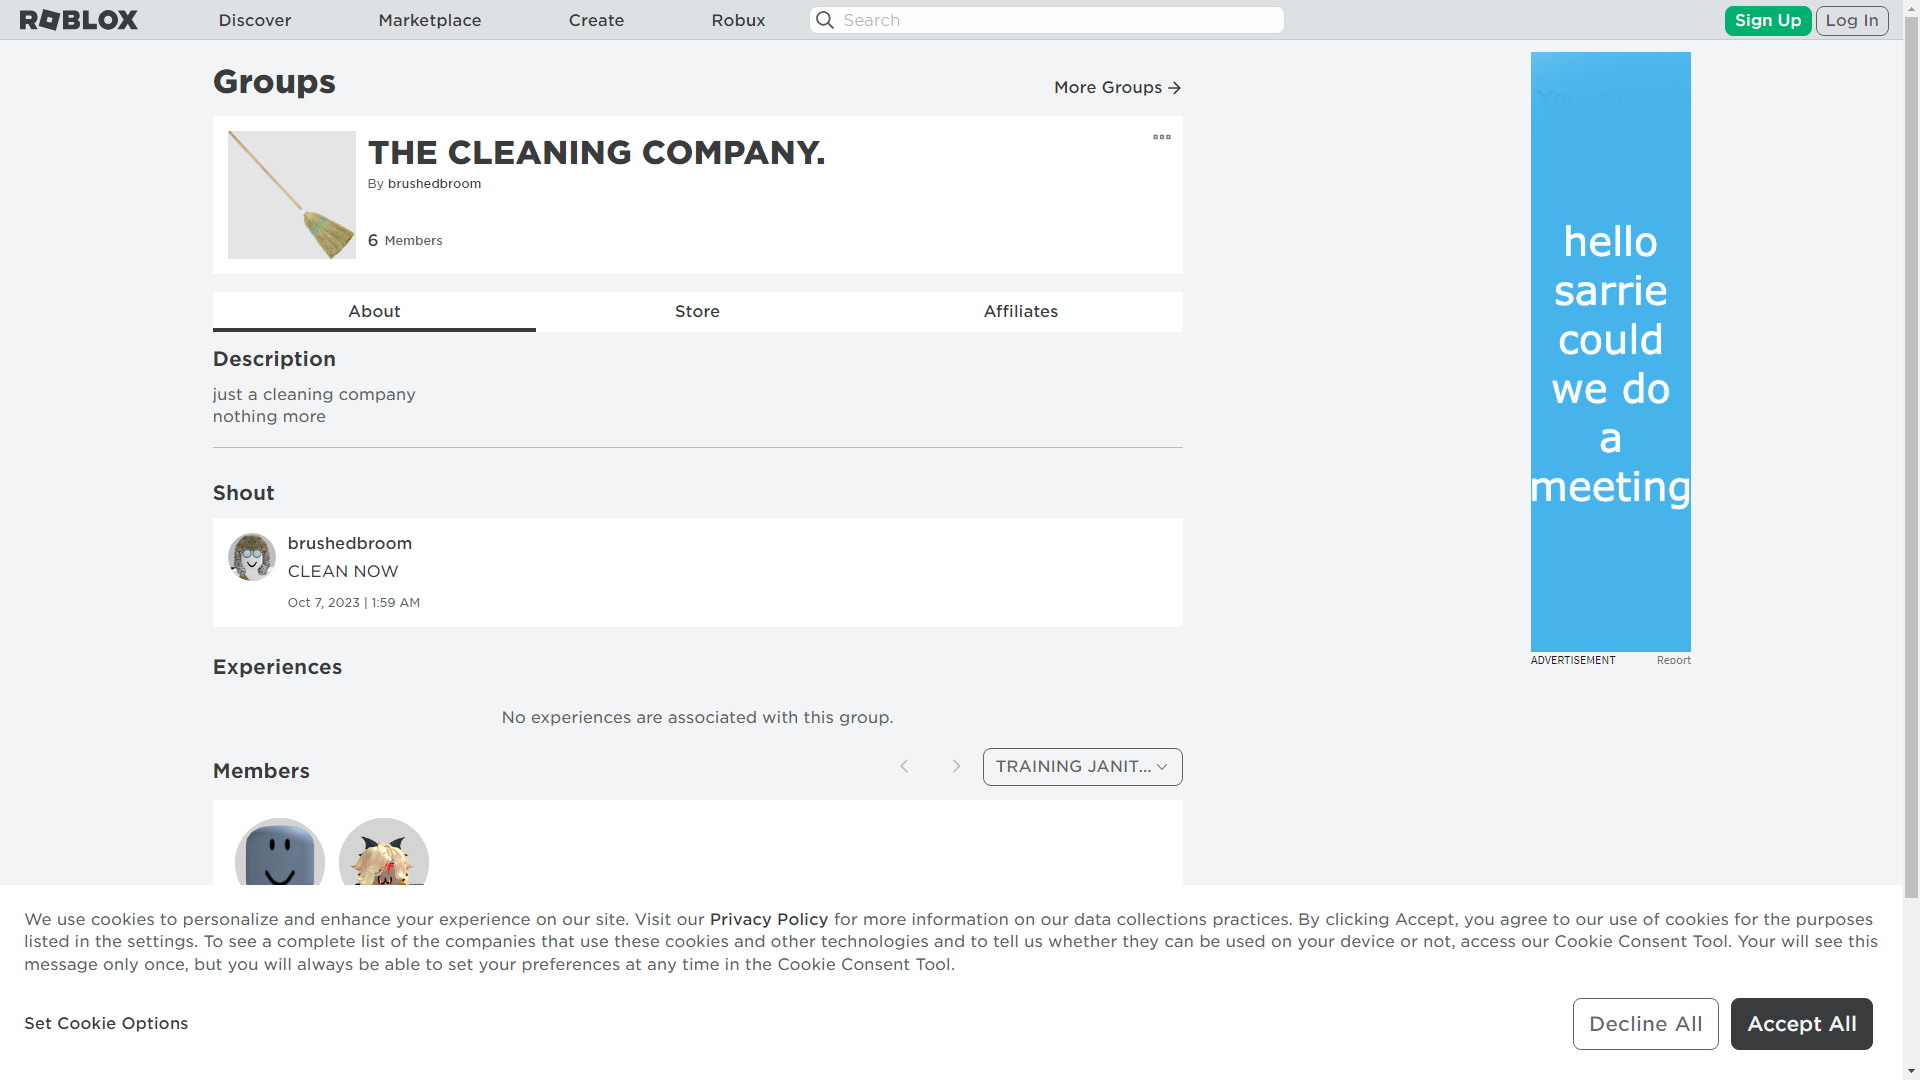 ROBLOX
Discover
Marketplace
Create
Robux
Search
Sign Up
Log In
Groups
More Groups
THE CLEANING COMPANY.
By brushedbroom
6 Members
About
Store
Affiliates
Description
just a cleaning company
nothing more
Shout
brushedbroom
CLEAN NOW
Oct 7, 2023 | 1:59 AM
Experiences
No experiences are associated with this group.
Members
TRAINING JANIT...
hello
sarrie
could
we do
a
meeting
ADVERTISEMENT
Report
We use cookies to personalize and enhance your experience on our site. Visit our Privacy Policy for more information on our data collections practices. By clicking Accept, you agree to our use of cookies for the purposes
listed in the settings. To see a complete list of the companies that use these cookies and other technologies and to tell us whether they can be used on your device or not, access our Cookie Consent Tool. Your will see this
message only once, but you will always be able to set your preferences at any time in the Cookie Consent Tool.
Set Cookie Options
Decline All
Accept All